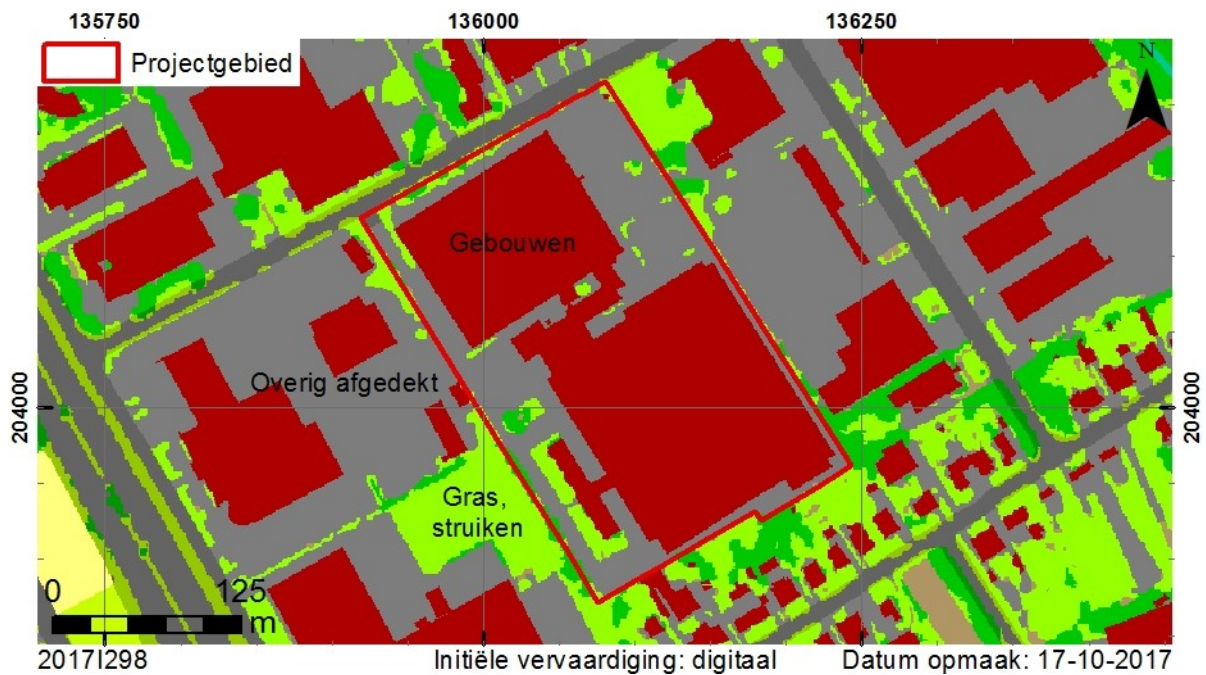 135750 136000 136250
Projectgebied
N
Gebouwen
Overig afgedekt
204000 204000
Gras,
struiken
0 125
m
2017I298 Initiële vervaardiging: digitaal Datum opmaak: 17-10-2017